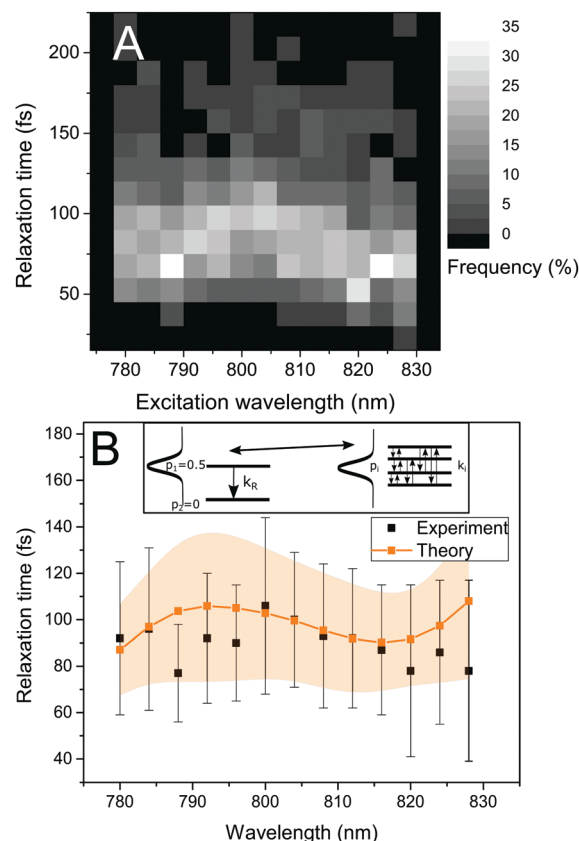 A
200
150
100
50
Relaxation time (fs)
780 790 800 810 820 830
Excitation wavelength (nm)
35
30
25
20
15
10
5
0
Frequency (%)
B
p1=0.5
p2=0
kR
pi
ki
Experiment
Theory
180
160
140
120
100
80
60
40
Relaxation time (fs)
780 790 800 810 820 830
Wavelength (nm)